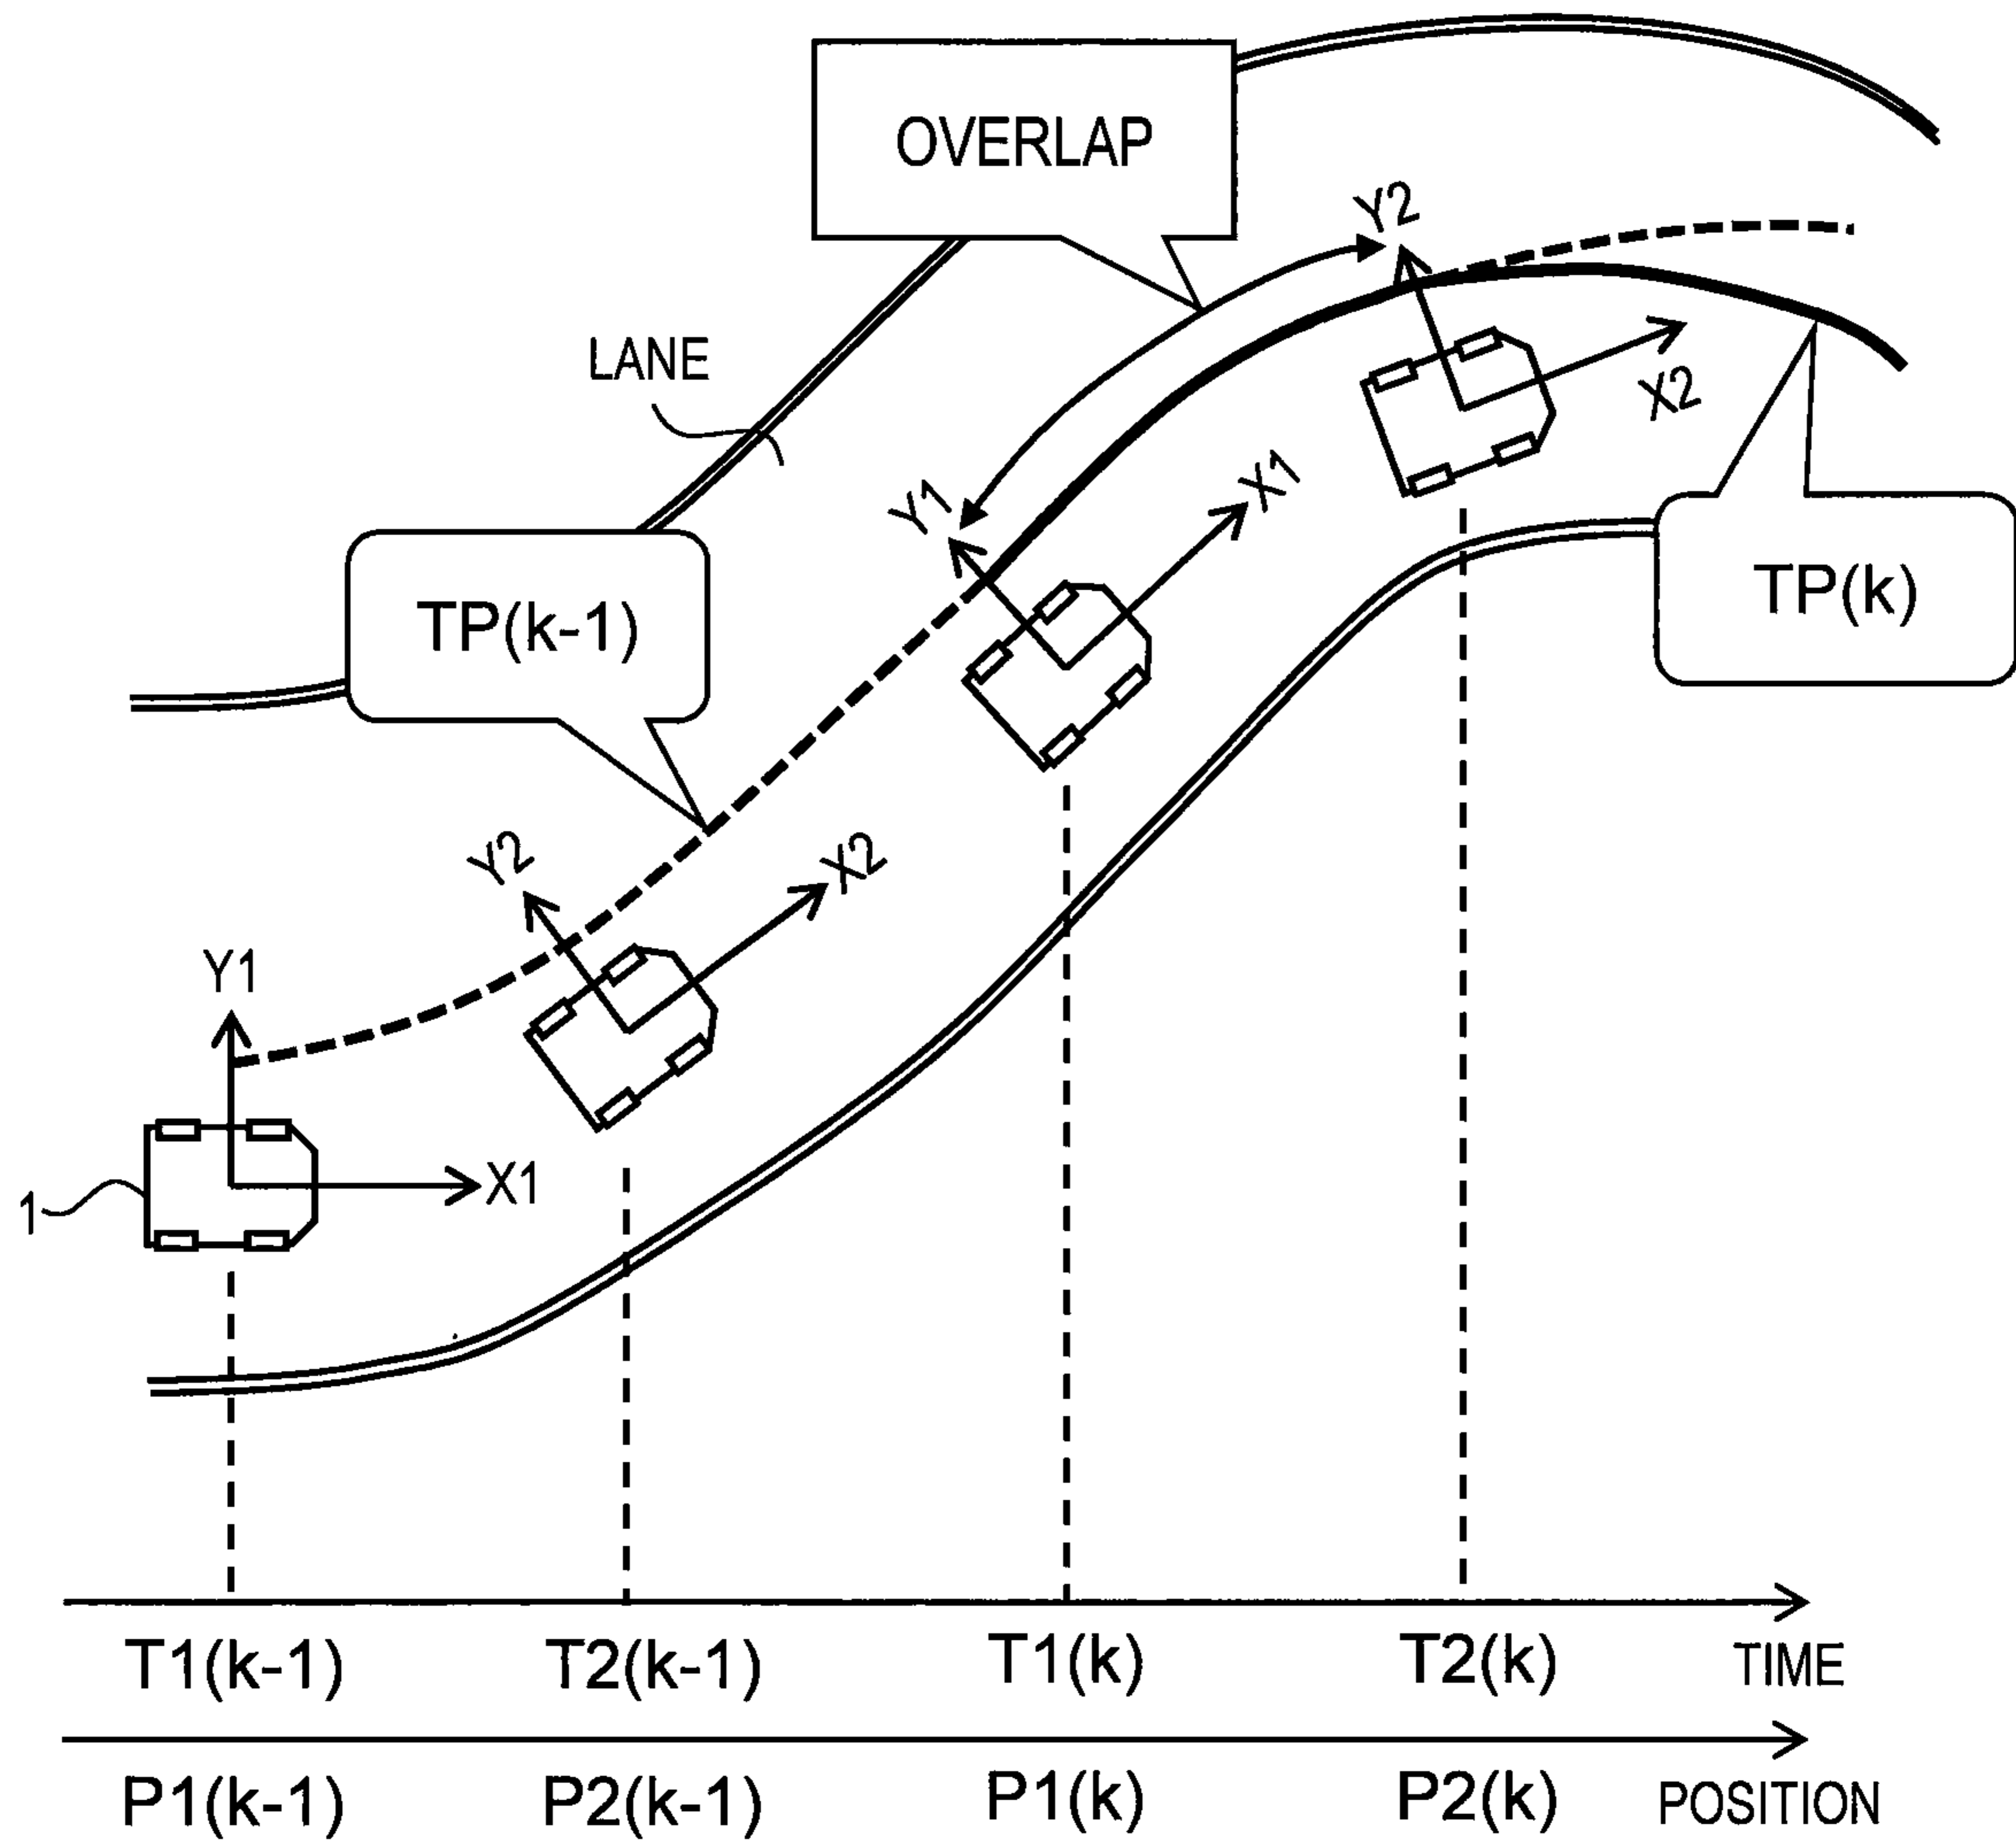 OVERLAP
Y2
LANE
X2
Y1
X1
TP(k-1)
TP(k)
Y2
X2
Y1
X1
1
T1(k-1) T2(k-1) T1(k) T2(k) TIME
P1(k-1) P2(k-1) P1(k) P2(k) POSITION